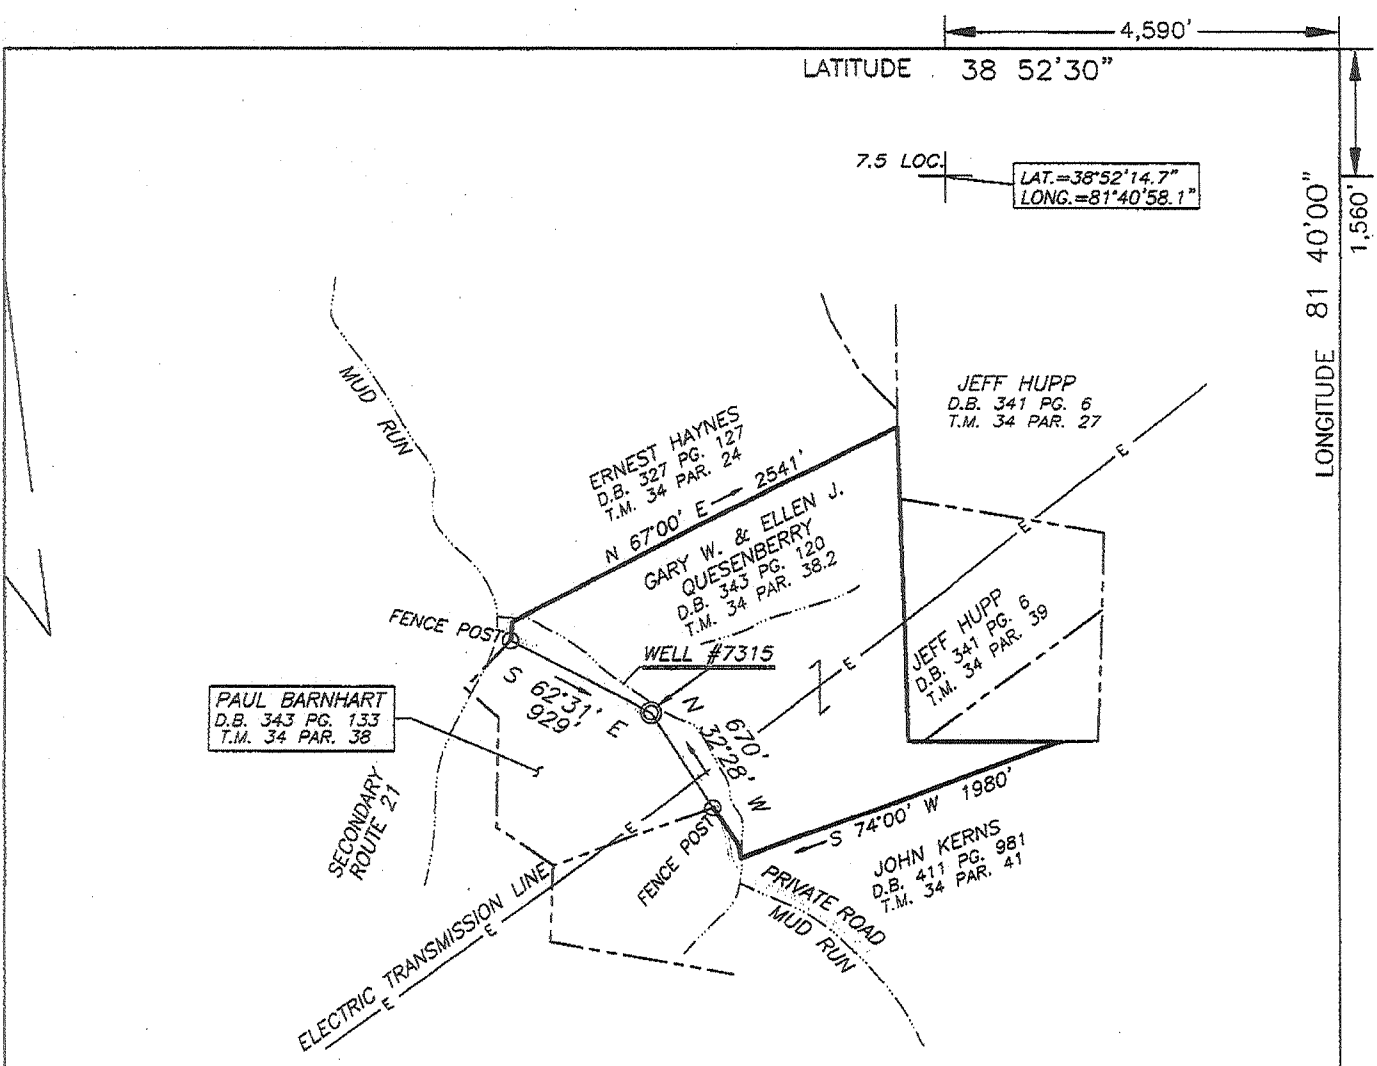 4,590'
LATITUDE 38 52'30"
7.5 LOC.
LAT.=38°52'14.7"
LONG.=81°40'58.1"
1,560'
LONGITUDE 81 40'00"
MUD RUN
JEFF HUPP
D.B. 341 PG. 6
T.M. 34 PAR. 27
E
ERNEST HAYNES
D.B. 327 PG. 127
T.M. 34 PAR. 24
N 67°00' E 2541'
E
GARY W. & ELLEN J.
QUESENBERRY
D.B. 343 PG. 120
T.M. 34 PAR. 38.2
FENCE POST
JEFF HUPP
D.B. 341 PG. 6
T.M. 34 PAR. 39
WELL #7315
E
S 62°31' E
929'
PAUL BARNHART
D.B. 343 PG. 133
T.M. 34 PAR. 38
670'
N 32°28' W
SECONDARY
ROUTE 21
S 74°00' W 1980'
E
FENCE POST
JOHN KERNS
D.B. 411 PG. 981
T.M. 34 PAR. 41
PRIVATE ROAD
MUD RUN
ELECTRIC TRANSMISSION LINE
E
E